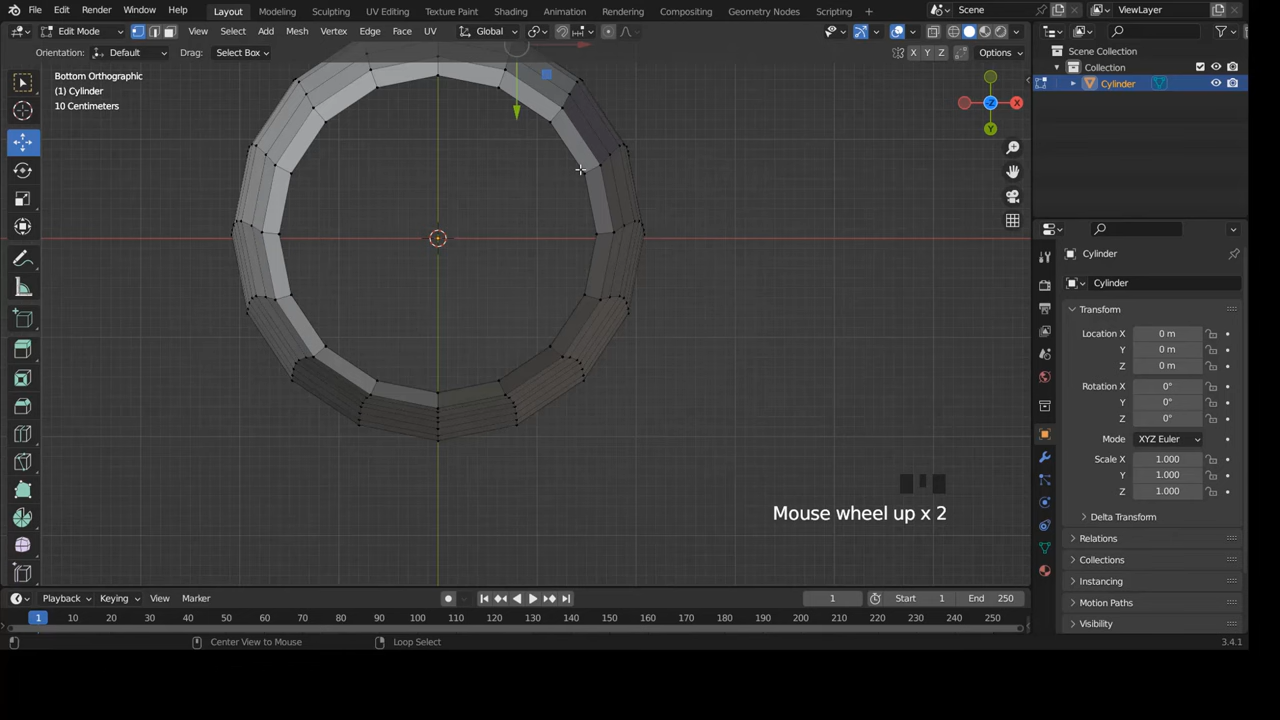 File Edit Render Window Help Layout Modeling Sculpting UV Editing Texture Paint Shading Animation Rendering Compositing Geometry Nodes Scripting Scene ViewLayer
Edit Mode View Select Add Mesh Vertex Edge Face UV Global
Orientation: Default Drag: Select Box X Y Z Options
Scene Collection
Collection
Cylinder
Bottom Orthographic
(1) Cylinder
10 Centimeters
-Z X Y
Cylinder
Cylinder
Transform
Location X 0 m
Y 0 m
Z 0 m
Rotation X 0°
Y 0°
Z 0°
Mode XYZ Euler
Scale X 1.000
Y 1.000
Z 1.000
Delta Transform
Relations
Collections
Instancing
Motion Paths
Visibility
Mouse wheel up x 2
Playback Keying View Marker 1 Start 1 End 250
1 10 20 30 40 50 60 70 80 90 100 110 120 130 140 150 160 170 180 190 200 210 220 230 240 250
Center View to Mouse Loop Select 3.4.1